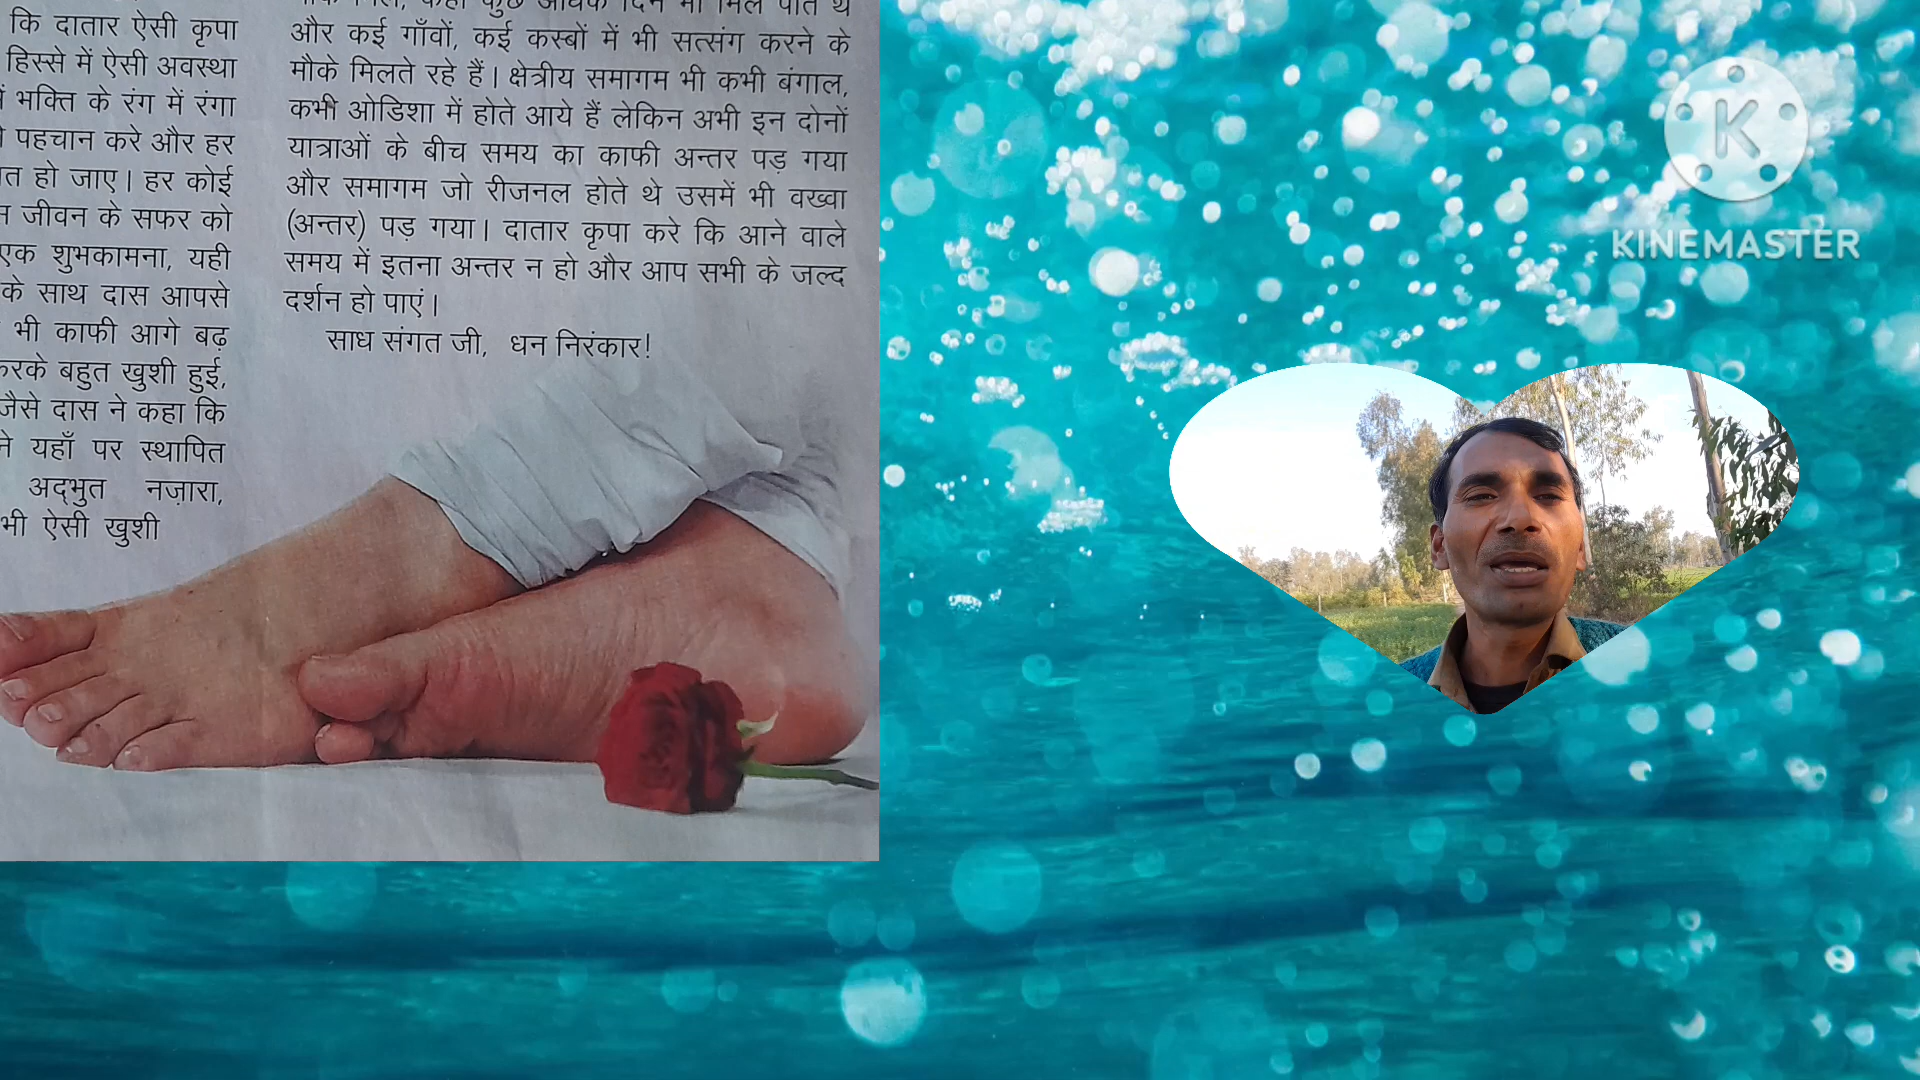 कि दातार ऐसी कृपा
हिस्से में ऐसी अवस्था
भक्ति के रंग में रंगा
पहचान करे और हर
हो जाए। हर कोई
जीवन के सफर को
एक शुभकामना, यही
के साथ दास आपसे
भी काफी आगे बढ़
करके बहुत खुशी हुई,
जैसे दास ने कहा कि
ने यहाँ पर स्थापित
अद्भुत नज़ारा,
भी ऐसी खुशी
कुछ अधिक दिन भी मिल पाते थे
और कई गाँवों, कई कस्बों में भी सत्संग करने के
मौके मिलते रहे हैं। क्षेत्रीय समागम भी कभी बंगाल,
कभी ओडिशा में होते आये हैं लेकिन अभी इन दोनों
यात्राओं के बीच समय का काफी अन्तर पड़ गया
और समागम जो रीजनल होते थे उसमें भी वख्वा
(अन्तर) पड़ गया। दातार कृपा करे कि आने वाले
समय में इतना अन्तर न हो और आप सभी के जल्द
दर्शन हो पाएं।
साध संगत जी, धन निरंकार!
K
KINEMASTER